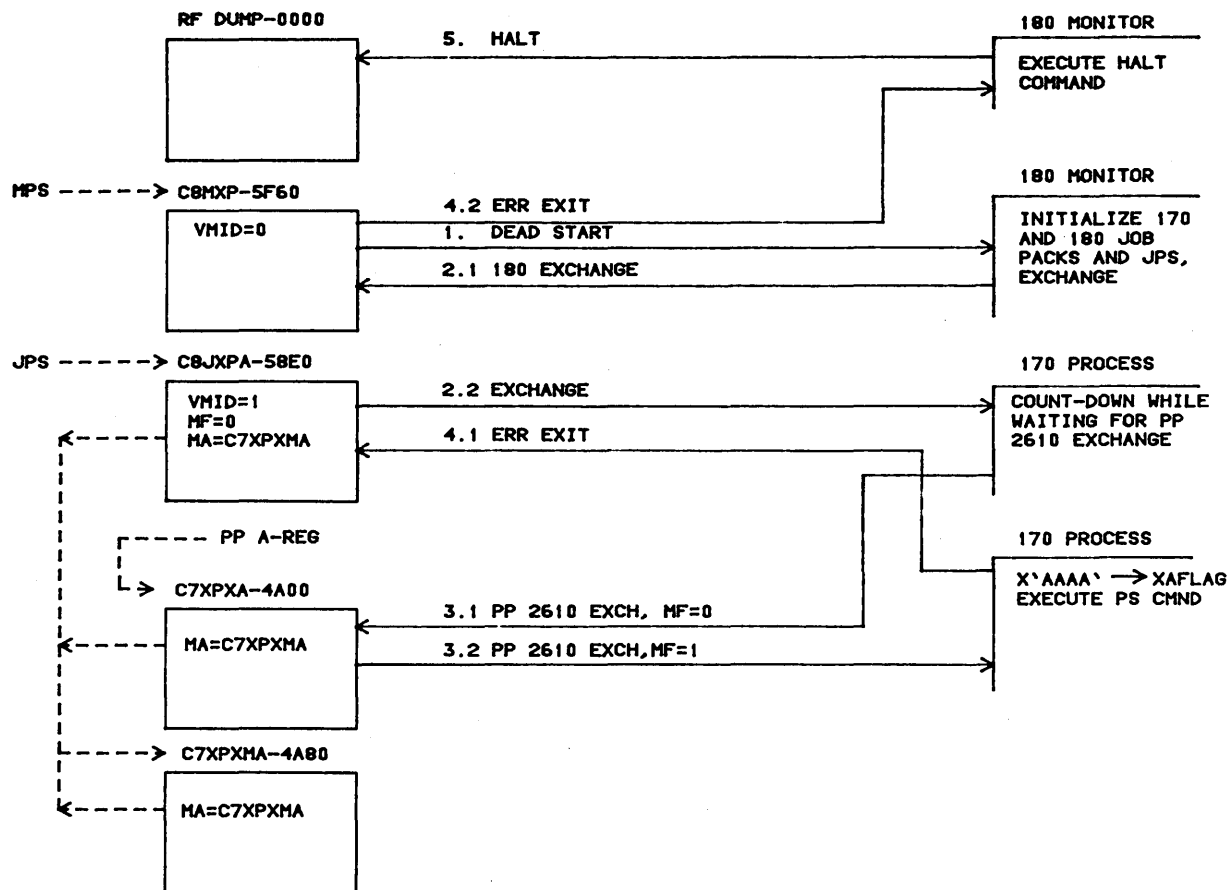 RF DUMP-0000
5. HALT
180 MONITOR
EXECUTE HALT
COMMAND
MPS
C8MXP-5F60
VMID=0
4.2 ERR EXIT
1. DEAD START
2.1 180 EXCHANGE
180 MONITOR
INITIALIZE 170
AND 180 JOB
PACKS AND JPS,
EXCHANGE
JPS
C8JXPA-58E0
VMID=1
MF=0
MA=C7XPXMA
2.2 EXCHANGE
4.1 ERR EXIT
170 PROCESS
COUNT-DOWN WHILE
WAITING FOR PP
2610 EXCHANGE
PP A-REG
C7XPXA-4A00
MA=C7XPXMA
3.1 PP 2610 EXCH, MF=0
3.2 PP 2610 EXCH,MF=1
170 PROCESS
X`AAAA` → XAFLAG
EXECUTE PS CMND
C7XPXMA-4A80
MA=C7XPXMA